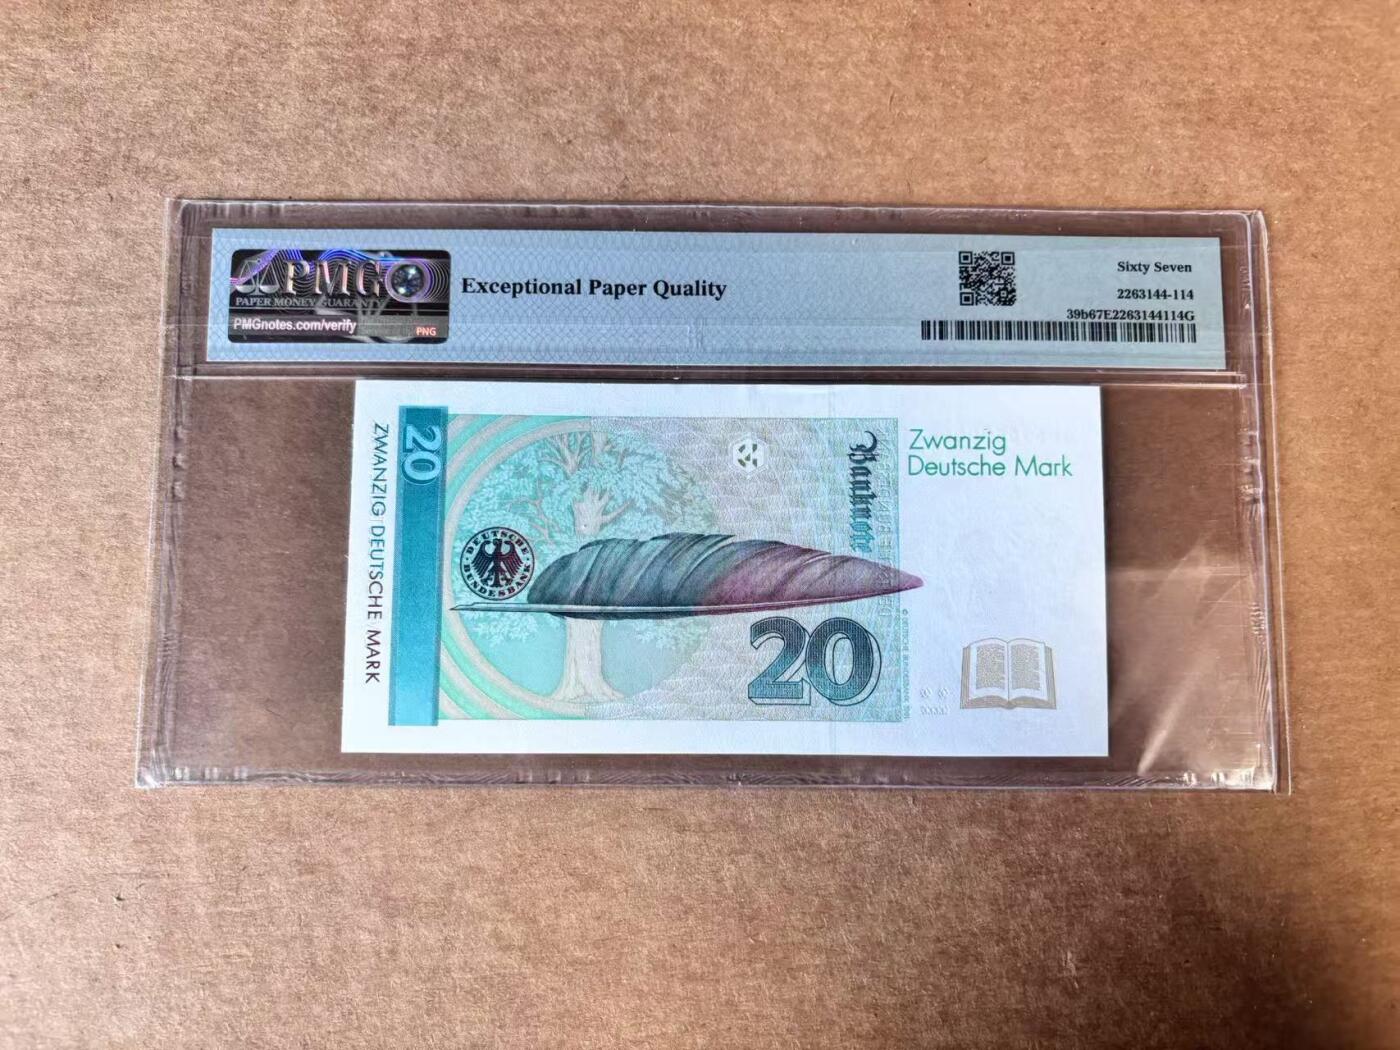 PMG
PAPER MONEY GUARANTY
PMGnotes.com/verify
PNG
Exceptional Paper Quality
Sixty Seven
2263144-114
39b67E2263144114G
20
ZWANZIG DEUTSCHE MARK
DEUTSCHE
BUNDESBANK
Banknote
Zwanzig
Deutsche Mark
20